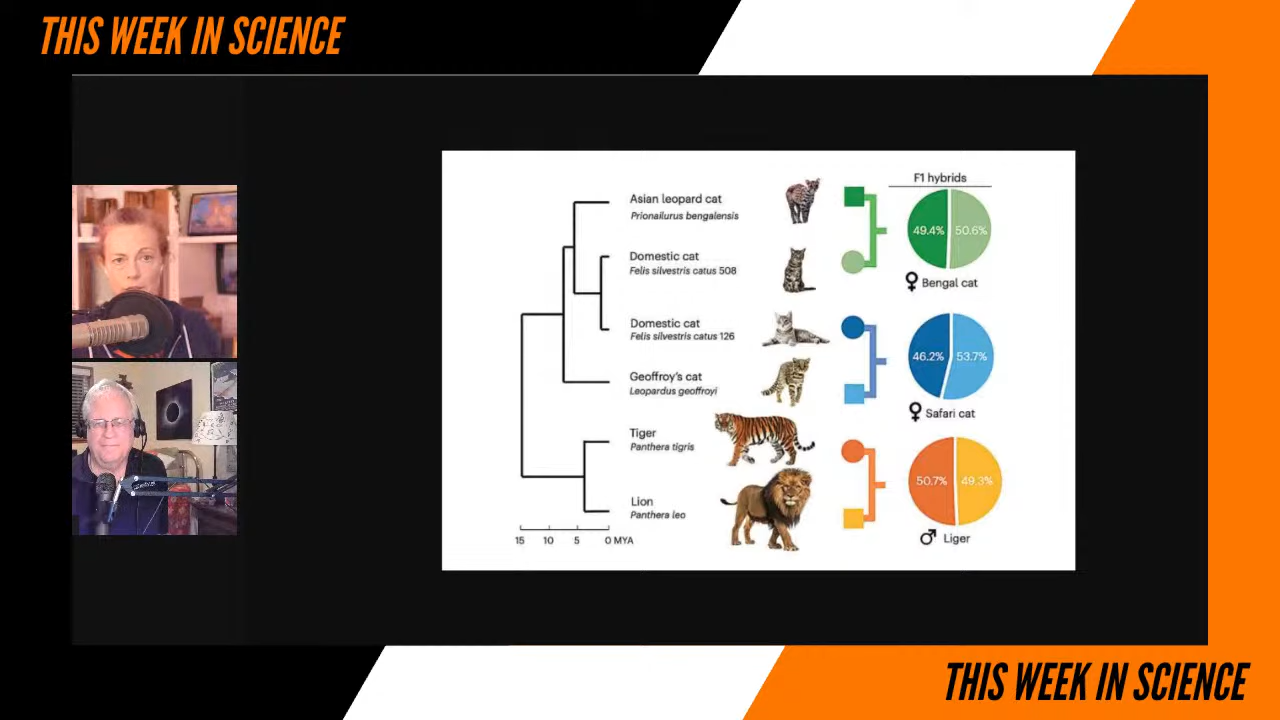 THIS WEEK IN SCIENCE
F1 hybrids
Asian leopard cat
Prionailurus bengalensis
49.4% 50.6%
Domestic cat
Felis silvestris catus 508
♀ Bengal cat
Domestic cat
Felis silvestris catus 126
46.2% 53.7%
Geoffroy's cat
Leopardus geoffroyi
♀ Safari cat
Tiger
Panthera tigris
50.7% 49.3%
Lion
Panthera leo
15 10 5 0 MYA
♂ Liger
THIS WEEK IN SCIENCE